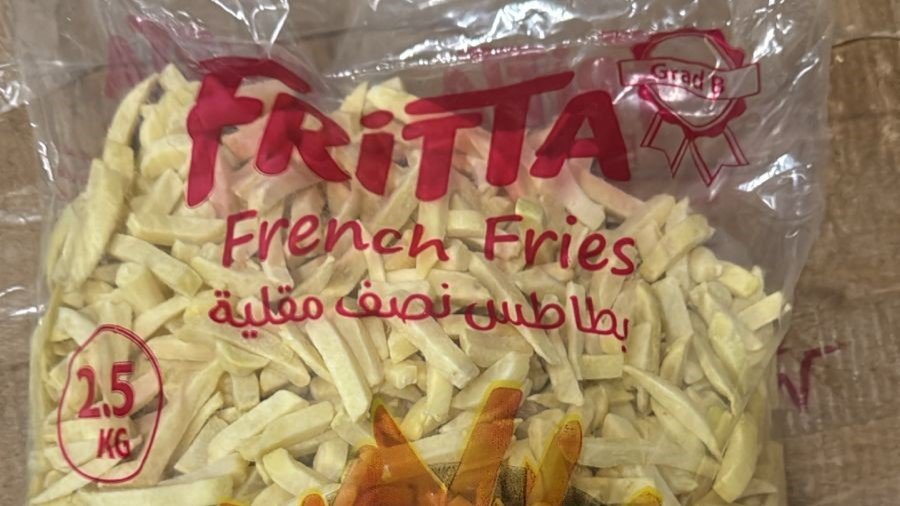 FRiTTA
Grad B
French Fries
بطاطس نصف مقلية
2.5
KG